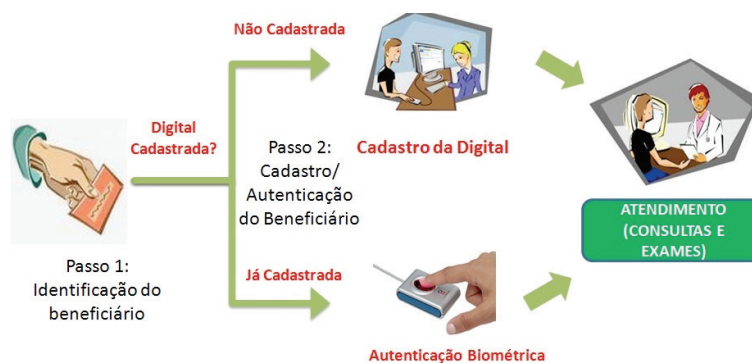 Não Cadastrada
Digital
Cadastrada?
Passo 2:
Cadastro/
Autenticação
do Beneficiário
Cadastro da Digital
ATENDIMENTO
(CONSULTAS E
EXAMES)
Passo 1:
Identificação do
beneficiário
Já Cadastrada
Autenticação Biométrica